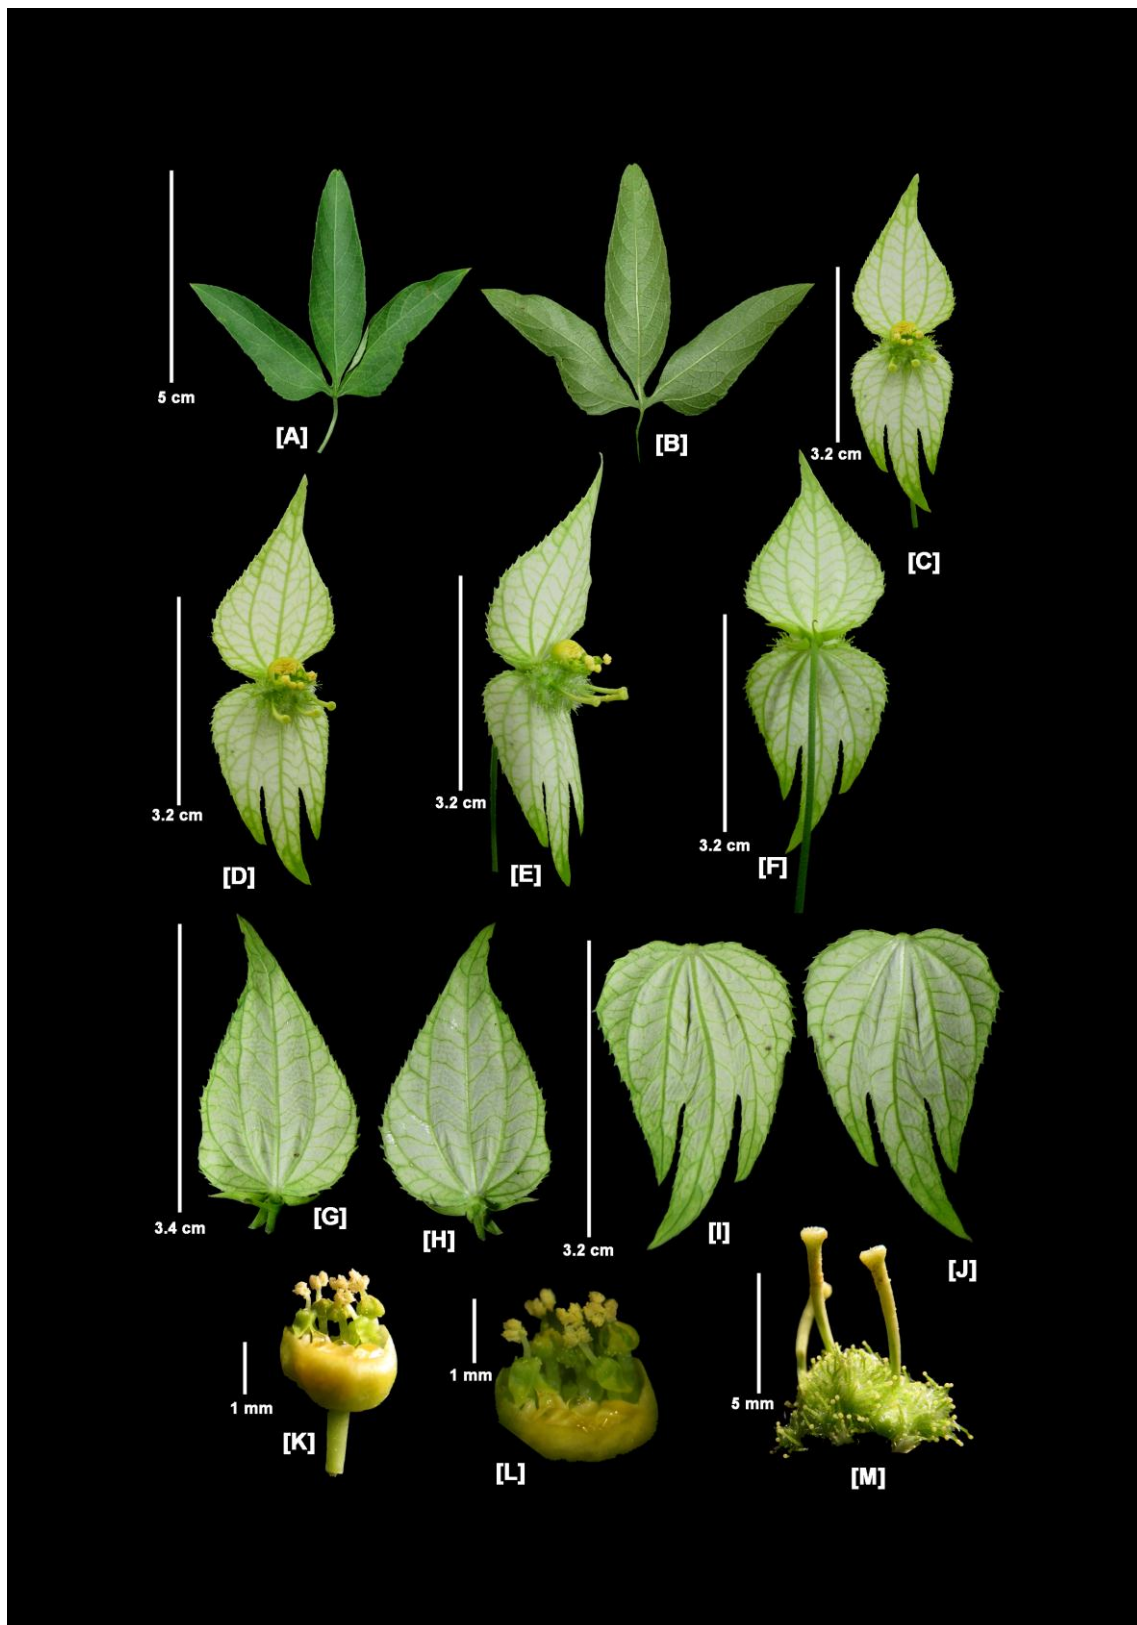 5 cm
[A]
[B]
3.2 cm
[C]
3.2 cm
[D]
3.2 cm
[E]
3.2 cm
[F]
3.4 cm
[G]
[H]
3.2 cm
[I]
[J]
1 mm
[K]
1 mm
[L]
5 mm
[M]